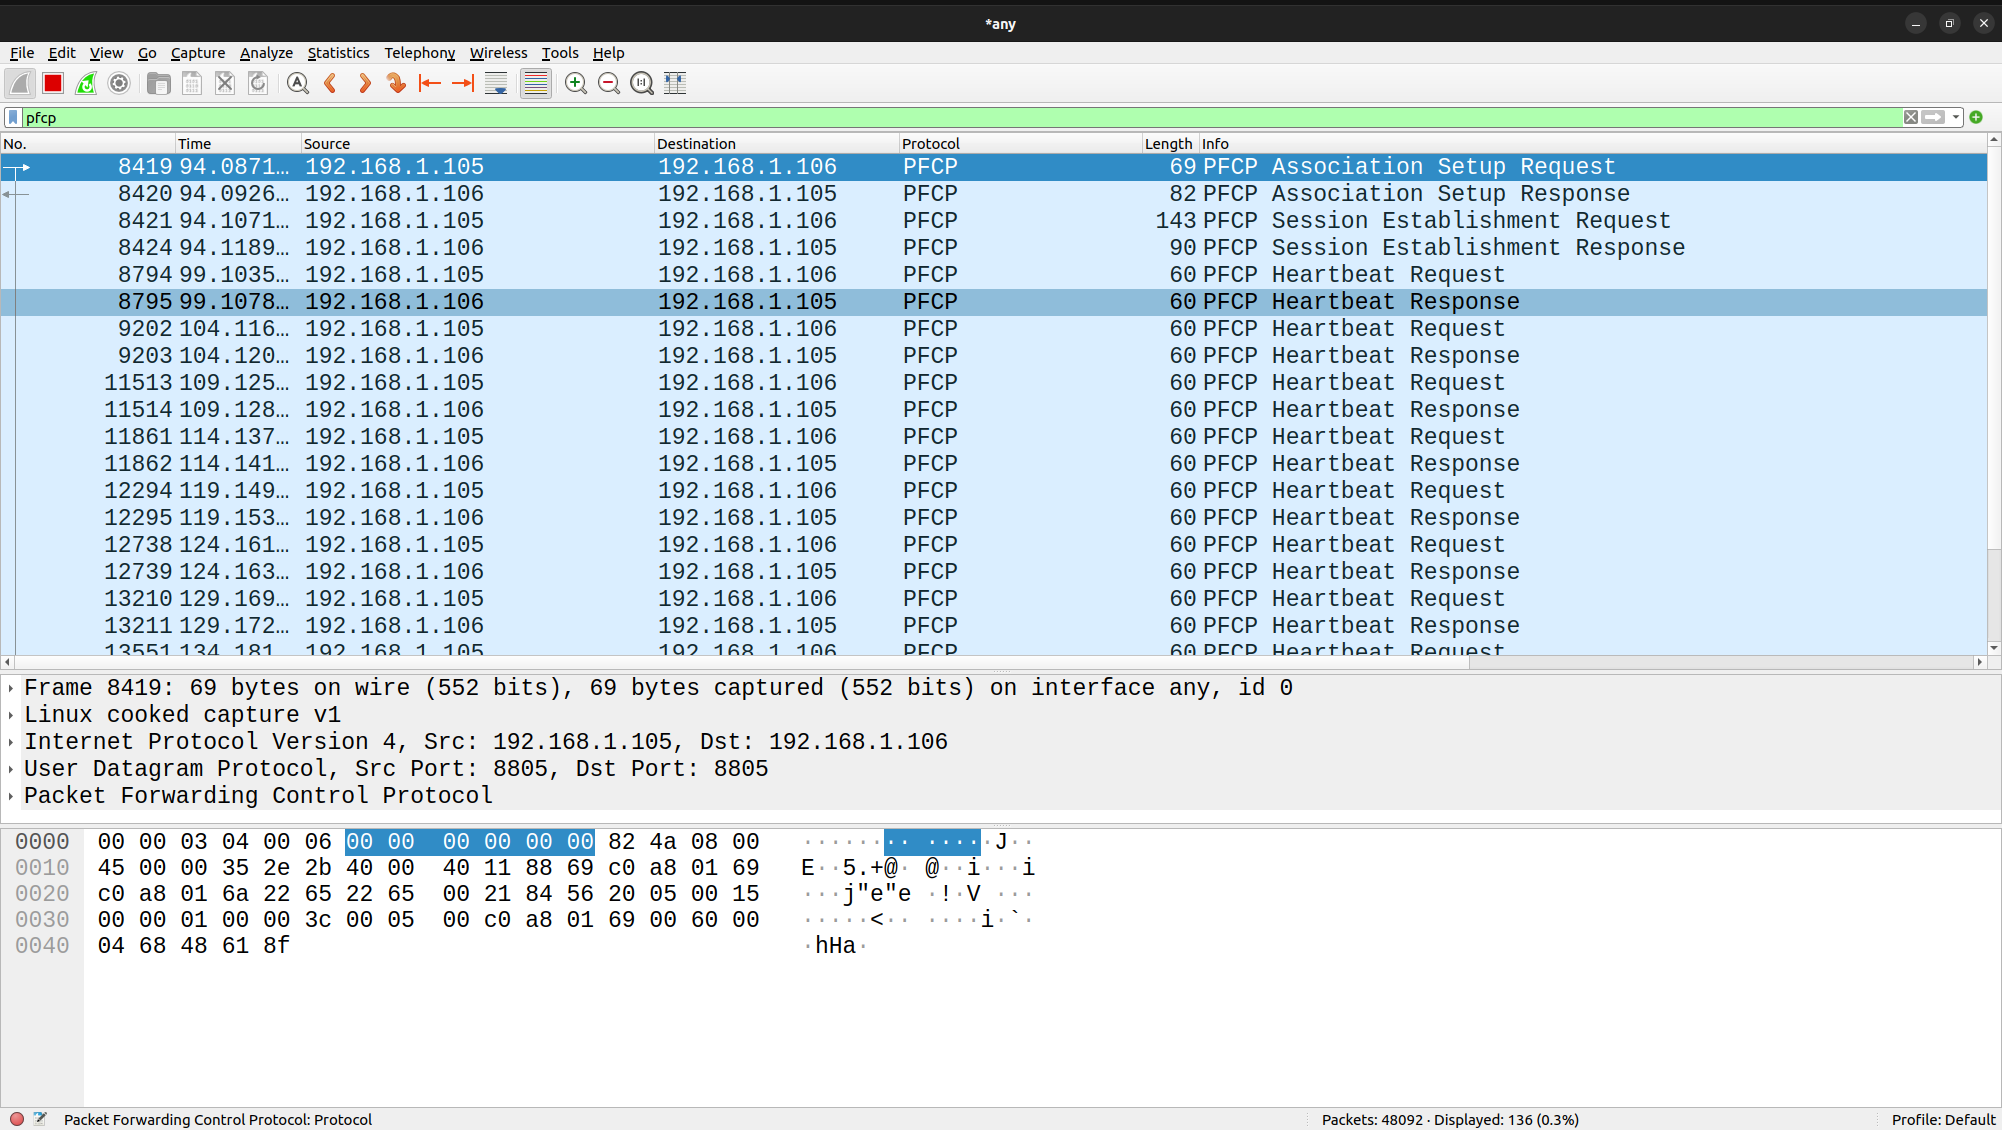 *any
File Edit View Go Capture Analyze Statistics Telephony Wireless Tools Help
pfcp
No. Time Source Destination Protocol Length Info
8419 94.0871… 192.168.1.105 192.168.1.106 PFCP 69 PFCP Association Setup Request
8420 94.0926… 192.168.1.106 192.168.1.105 PFCP 82 PFCP Association Setup Response
8421 94.1071… 192.168.1.105 192.168.1.106 PFCP 143 PFCP Session Establishment Request
8424 94.1189… 192.168.1.106 192.168.1.105 PFCP 90 PFCP Session Establishment Response
8794 99.1035… 192.168.1.105 192.168.1.106 PFCP 60 PFCP Heartbeat Request
8795 99.1078… 192.168.1.106 192.168.1.105 PFCP 60 PFCP Heartbeat Response
9202 104.116… 192.168.1.105 192.168.1.106 PFCP 60 PFCP Heartbeat Request
9203 104.120… 192.168.1.106 192.168.1.105 PFCP 60 PFCP Heartbeat Response
11513 109.125… 192.168.1.105 192.168.1.106 PFCP 60 PFCP Heartbeat Request
11514 109.128… 192.168.1.106 192.168.1.105 PFCP 60 PFCP Heartbeat Response
11861 114.137… 192.168.1.105 192.168.1.106 PFCP 60 PFCP Heartbeat Request
11862 114.141… 192.168.1.106 192.168.1.105 PFCP 60 PFCP Heartbeat Response
12294 119.149… 192.168.1.105 192.168.1.106 PFCP 60 PFCP Heartbeat Request
12295 119.153… 192.168.1.106 192.168.1.105 PFCP 60 PFCP Heartbeat Response
12738 124.161… 192.168.1.105 192.168.1.106 PFCP 60 PFCP Heartbeat Request
12739 124.163… 192.168.1.106 192.168.1.105 PFCP 60 PFCP Heartbeat Response
13210 129.169… 192.168.1.105 192.168.1.106 PFCP 60 PFCP Heartbeat Request
13211 129.172… 192.168.1.106 192.168.1.105 PFCP 60 PFCP Heartbeat Response
13551 134.181… 192.168.1.105 192.168.1.106 PFCP 60 PFCP Heartbeat Request
Frame 8419: 69 bytes on wire (552 bits), 69 bytes captured (552 bits) on interface any, id 0
Linux cooked capture v1
Internet Protocol Version 4, Src: 192.168.1.105, Dst: 192.168.1.106
User Datagram Protocol, Src Port: 8805, Dst Port: 8805
Packet Forwarding Control Protocol
0000 00 00 03 04 00 06 00 00 00 00 00 00 82 4a 08 00 ········ ·····J··
0010 45 00 00 35 2e 2b 40 00 40 11 88 69 c0 a8 01 69 E··5.+@· @··i···i
0020 c0 a8 01 6a 22 65 22 65 00 21 84 56 20 05 00 15 ···j"e"e ·!·V ···
0030 00 00 01 00 00 3c 00 05 00 c0 a8 01 69 00 60 00 ·····<·· ····i·`·
0040 04 68 48 61 8f ·hHa·
Packet Forwarding Control Protocol: Protocol Packets: 48092 · Displayed: 136 (0.3%) Profile: Default